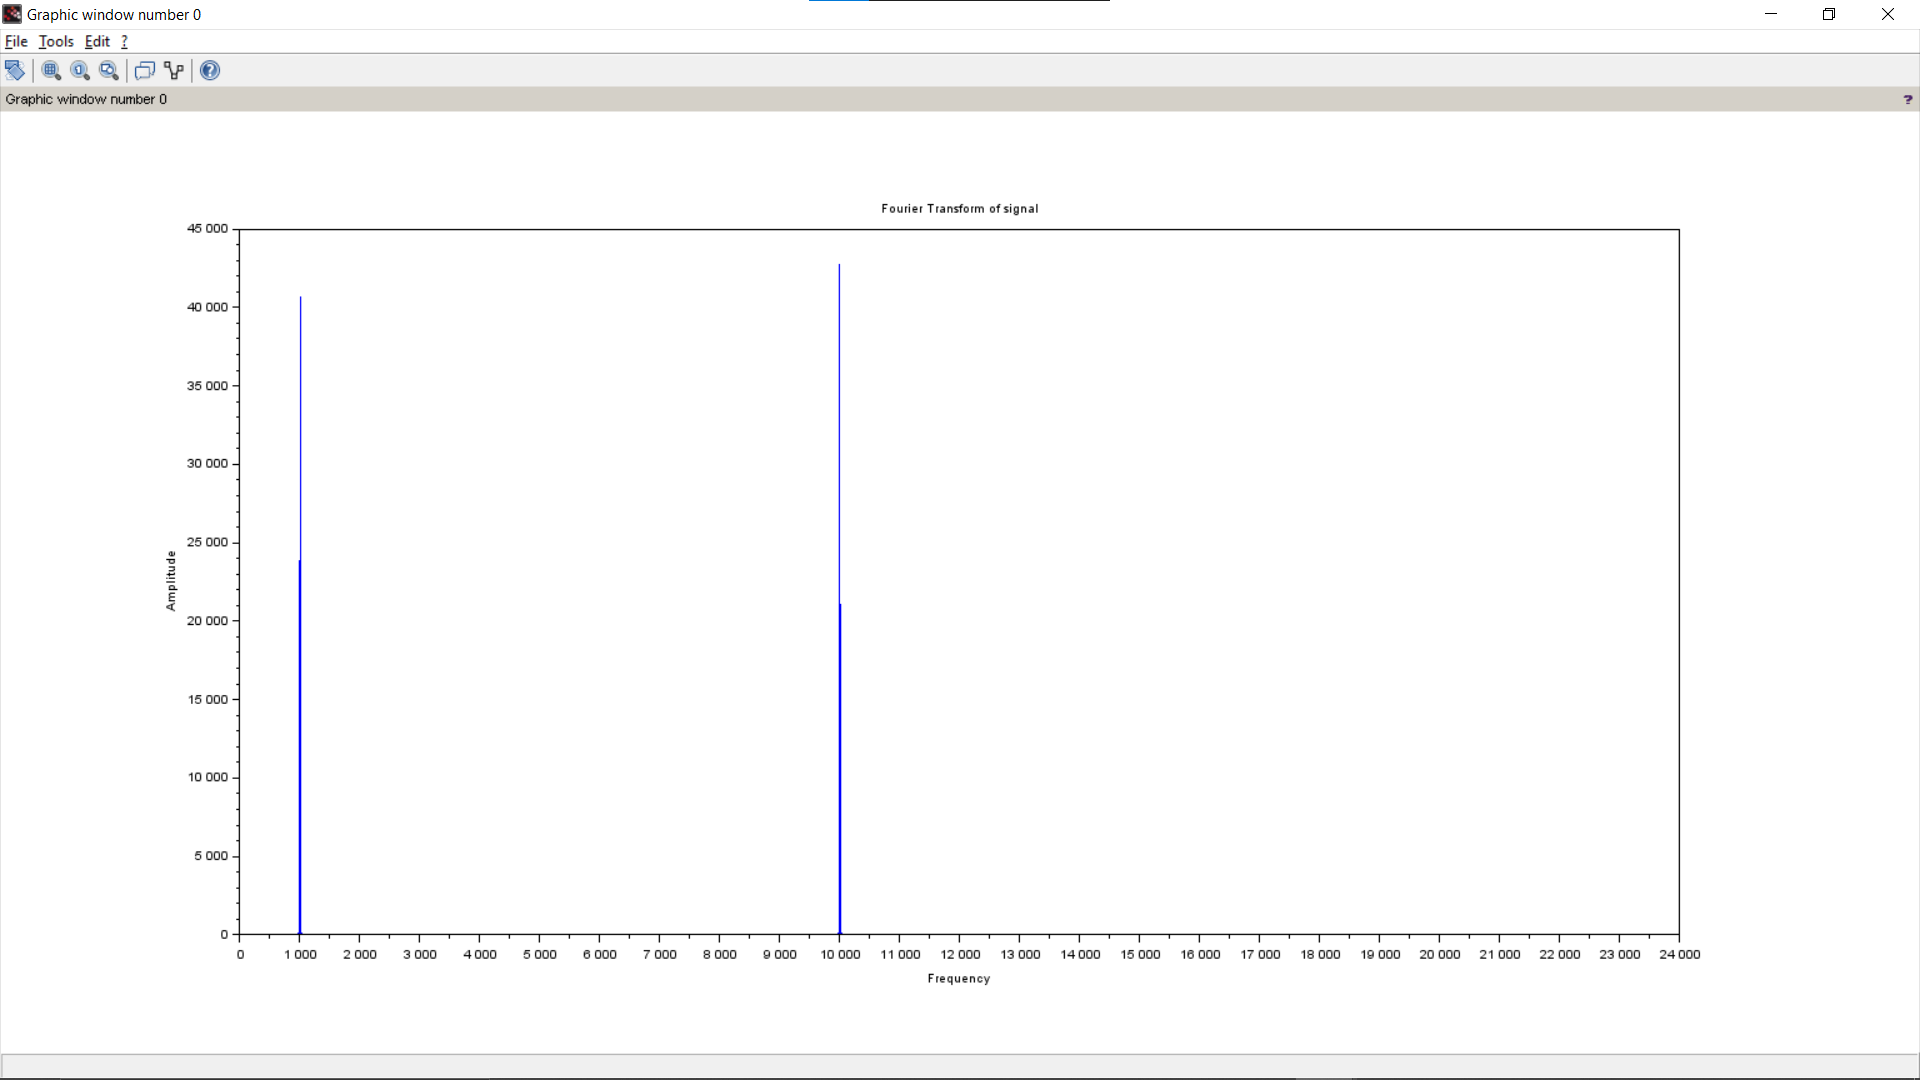 Graphic window number 0
File Tools Edit ?
Graphic window number 0 ?
Fourier Transform of signal
45 000
40 000
35 000
30 000
25 000
20 000
15 000
10 000
5 000
0
Amplitude
0 1 000 2 000 3 000 4 000 5 000 6 000 7 000 8 000 9 000 10 000 11 000 12 000 13 000 14 000 15 000 16 000 17 000 18 000 19 000 20 000 21 000 22 000 23 000 24 000
Frequency